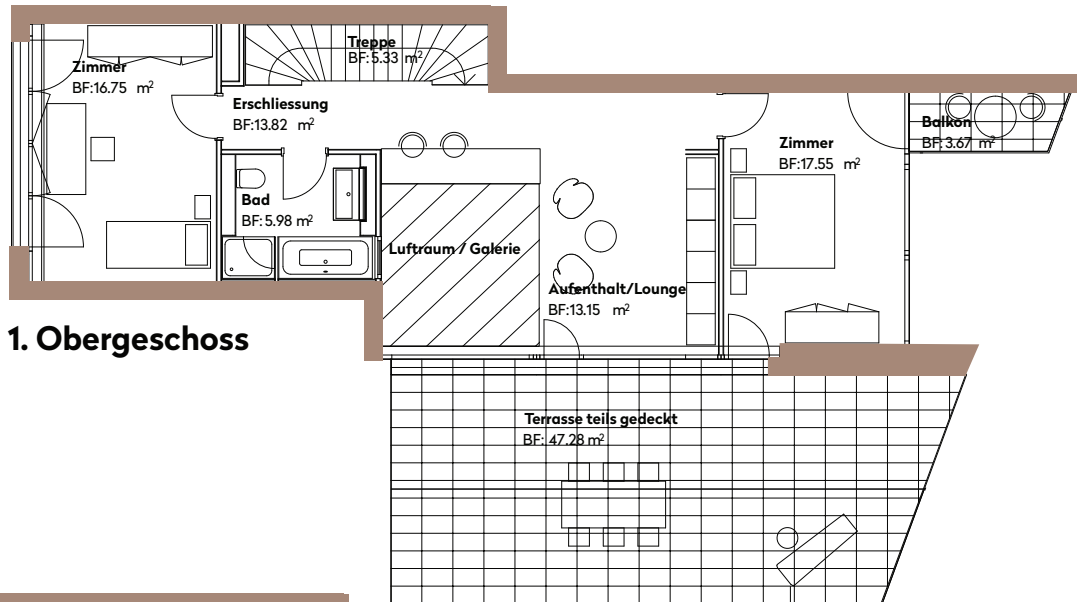 Treppe
BF: 5.33 m²
Zimmer
BF:16.75 m²
Erschliessung
BF:13.82 m²
Balkon
BF: 3.67 m²
Zimmer
BF:17.55 m²
Bad
BF: 5.98 m²
Luftraum / Galerie
Aufenthalt/Lounge
BF:13.15 m²
1. Obergeschoss
Terrasse teils gedeckt
BF: 47.28 m²